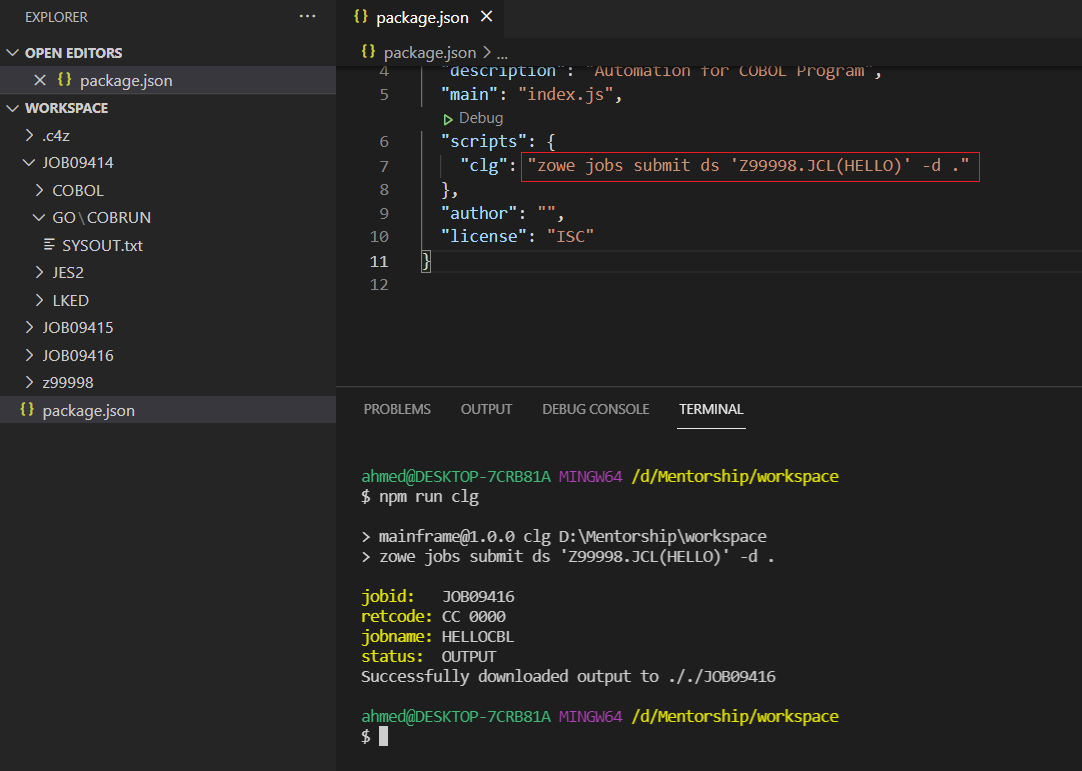 EXPLORER ...
OPEN EDITORS
{} package.json
WORKSPACE
.c4z
JOB09414
COBOL
GO\COBRUN
SYSOUT.txt
JES2
LKED
JOB09415
JOB09416
z99998
{} package.json
{} package.json
{} package.json > ...
4 "description": "Automation for COBOL Program",
5 "main": "index.js",
Debug
6 "scripts": {
7 "clg": "zowe jobs submit ds 'Z99998.JCL(HELLO)' -d ."
8 },
9 "author": "",
10 "license": "ISC"
11 }
12
PROBLEMS OUTPUT DEBUG CONSOLE TERMINAL
ahmed@DESKTOP-7CRB81A MINGW64 /d/Mentorship/workspace
$ npm run clg
> mainframe@1.0.0 clg D:\Mentorship\workspace
> zowe jobs submit ds 'Z99998.JCL(HELLO)' -d .
jobid: JOB09416
retcode: CC 0000
jobname: HELLOCBL
status: OUTPUT
Successfully downloaded output to ././JOB09416
ahmed@DESKTOP-7CRB81A MINGW64 /d/Mentorship/workspace
$